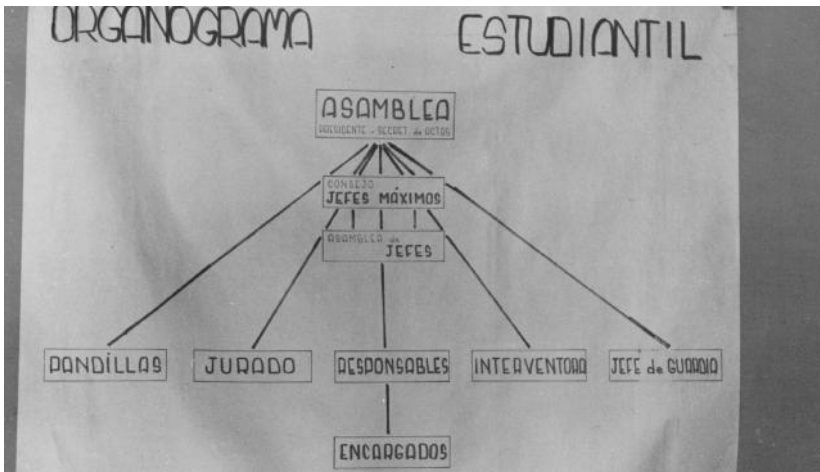 ORGANOGRAMA ESTUDIANTIL
ASAMBLEA
PRESIDENTE - SECRET. de ACTAS
CONSEJO
JEFES MÁXIMOS
ASAMBLEA de
JEFES
PANDÍLLAS JURADO RESPONSABLES INTERVENTORA JEFE de GUARDIA
ENCARGADOS